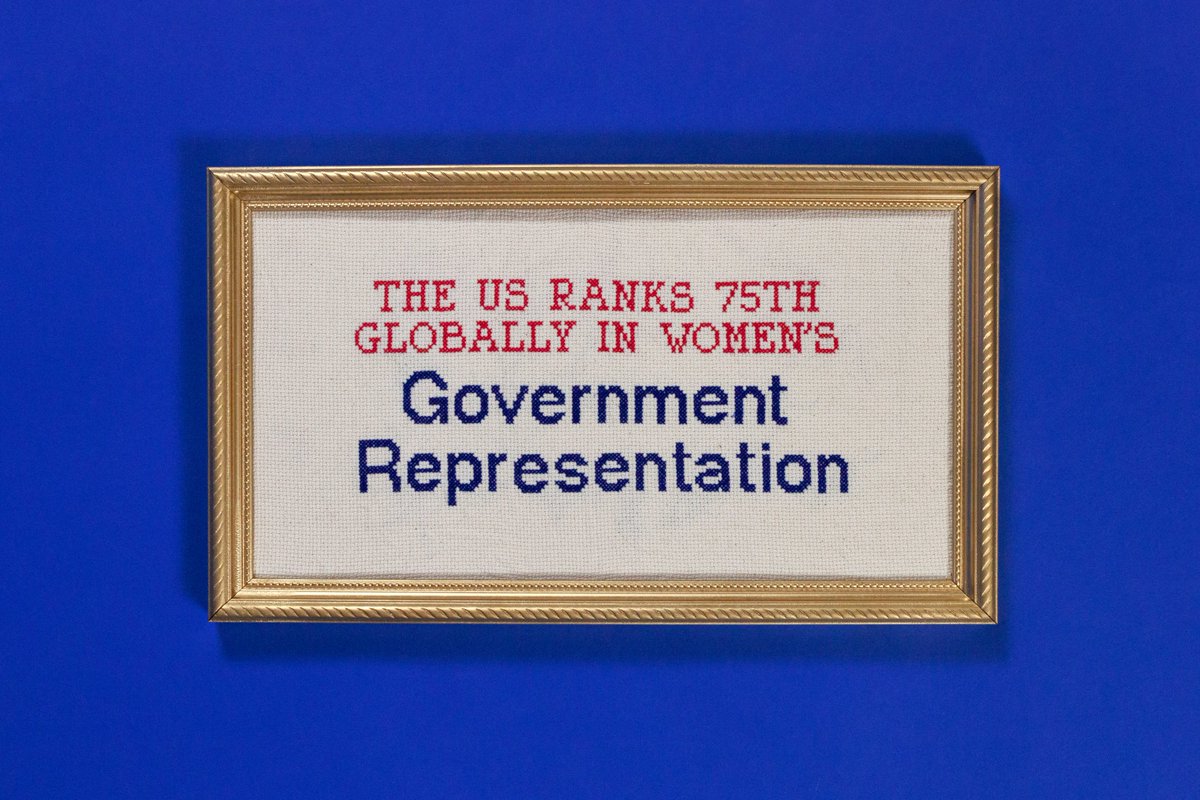 THE US RANKS 75TH
GLOBALLY IN WOMEN'S
Government
Representation